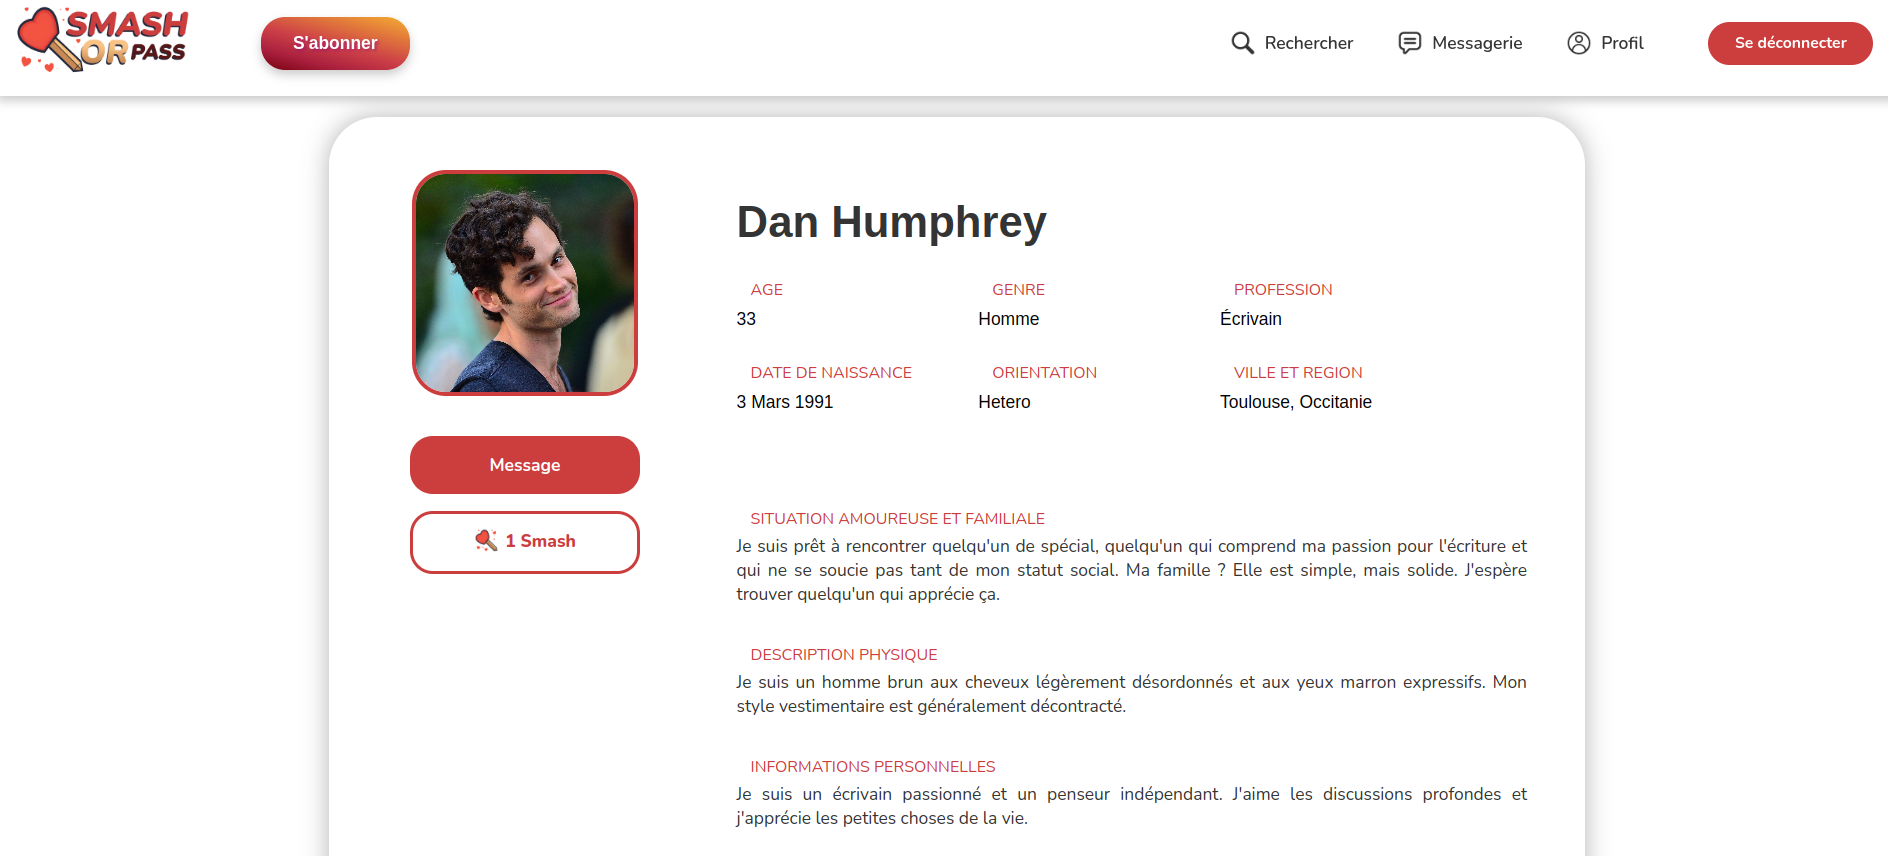 SMASH
OR PASS
S'abonner
Rechercher
Messagerie
Profil
Se déconnecter
Dan Humphrey
AGE
GENRE
PROFESSION
33
Homme
Écrivain
DATE DE NAISSANCE
ORIENTATION
VILLE ET REGION
3 Mars 1991
Hetero
Toulouse, Occitanie
Message
1 Smash
SITUATION AMOUREUSE ET FAMILIALE
Je suis prêt à rencontrer quelqu'un de spécial, quelqu'un qui comprend ma passion pour l'écriture et
qui ne se soucie pas tant de mon statut social. Ma famille ? Elle est simple, mais solide. J'espère
trouver quelqu'un qui apprécie ça.
DESCRIPTION PHYSIQUE
Je suis un homme brun aux cheveux légèrement désordonnés et aux yeux marron expressifs. Mon
style vestimentaire est généralement décontracté.
INFORMATIONS PERSONNELLES
Je suis un écrivain passionné et un penseur indépendant. J'aime les discussions profondes et
j'apprécie les petites choses de la vie.